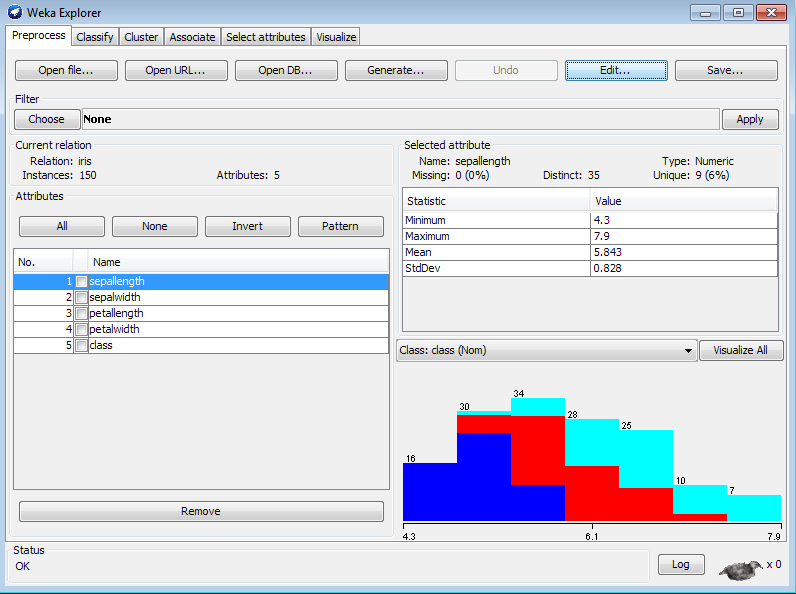 Weka Explorer
Preprocess Classify Cluster Associate Select attributes Visualize
Open file... Open URL... Open DB... Generate... Undo Edit... Save...
Filter
Choose None Apply
Current relation
Relation: iris
Instances: 150 Attributes: 5
Attributes
All None Invert Pattern
No. Name
1 sepallength
2 sepalwidth
3 petallength
4 petalwidth
5 class
Remove
Selected attribute
Name: sepallength Type: Numeric
Missing: 0 (0%) Distinct: 35 Unique: 9 (6%)
Statistic Value
Minimum 4.3
Maximum 7.9
Mean 5.843
StdDev 0.828
Class: class (Nom) Visualize All
16 30 34 28 25 10 7
4.3 6.1 7.9
Status
OK
Log x 0